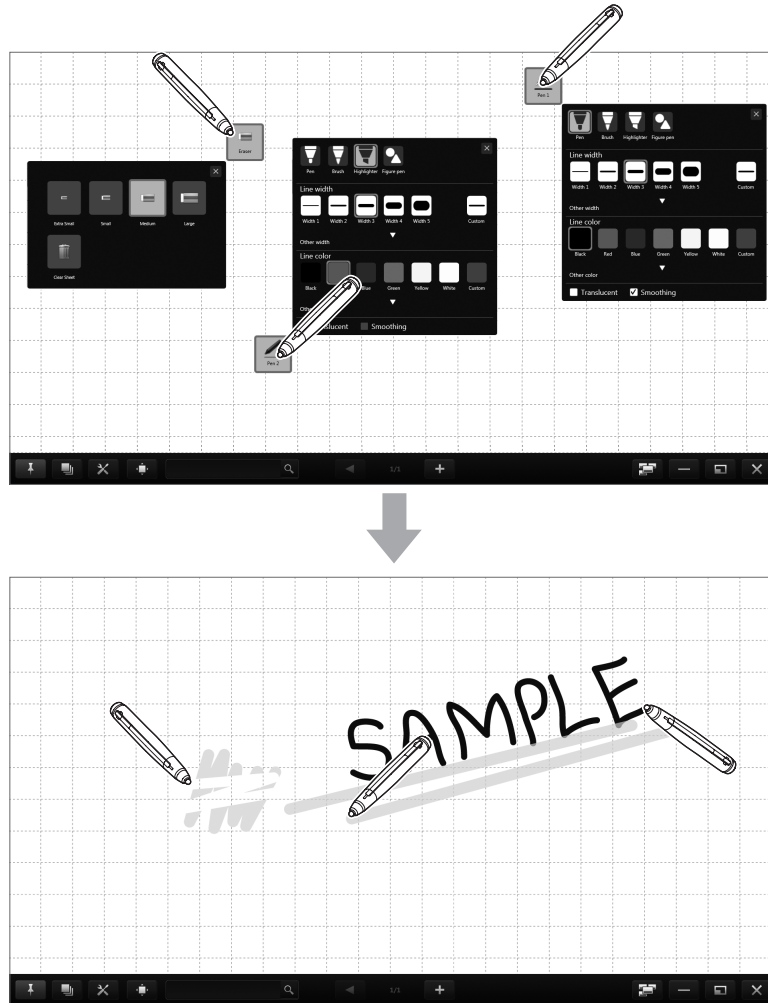 Pen 1
Eraser
Extra Small Small Medium Large
Clear Sheet
Pen Brush Highlighter Figure pen
Line width
Width 1 Width 2 Width 3 Width 4 Width 5 Custom
Other width
Line color
Black Blue Green Yellow White Custom
Smoothing
Pen 2
Pen Brush Highlighter Figure pen
Line width
Width 1 Width 2 Width 3 Width 4 Width 5 Custom
Other width
Line color
Black Red Blue Green Yellow White Custom
Other color
Translucent Smoothing
1/1
SAMPLE
1/1